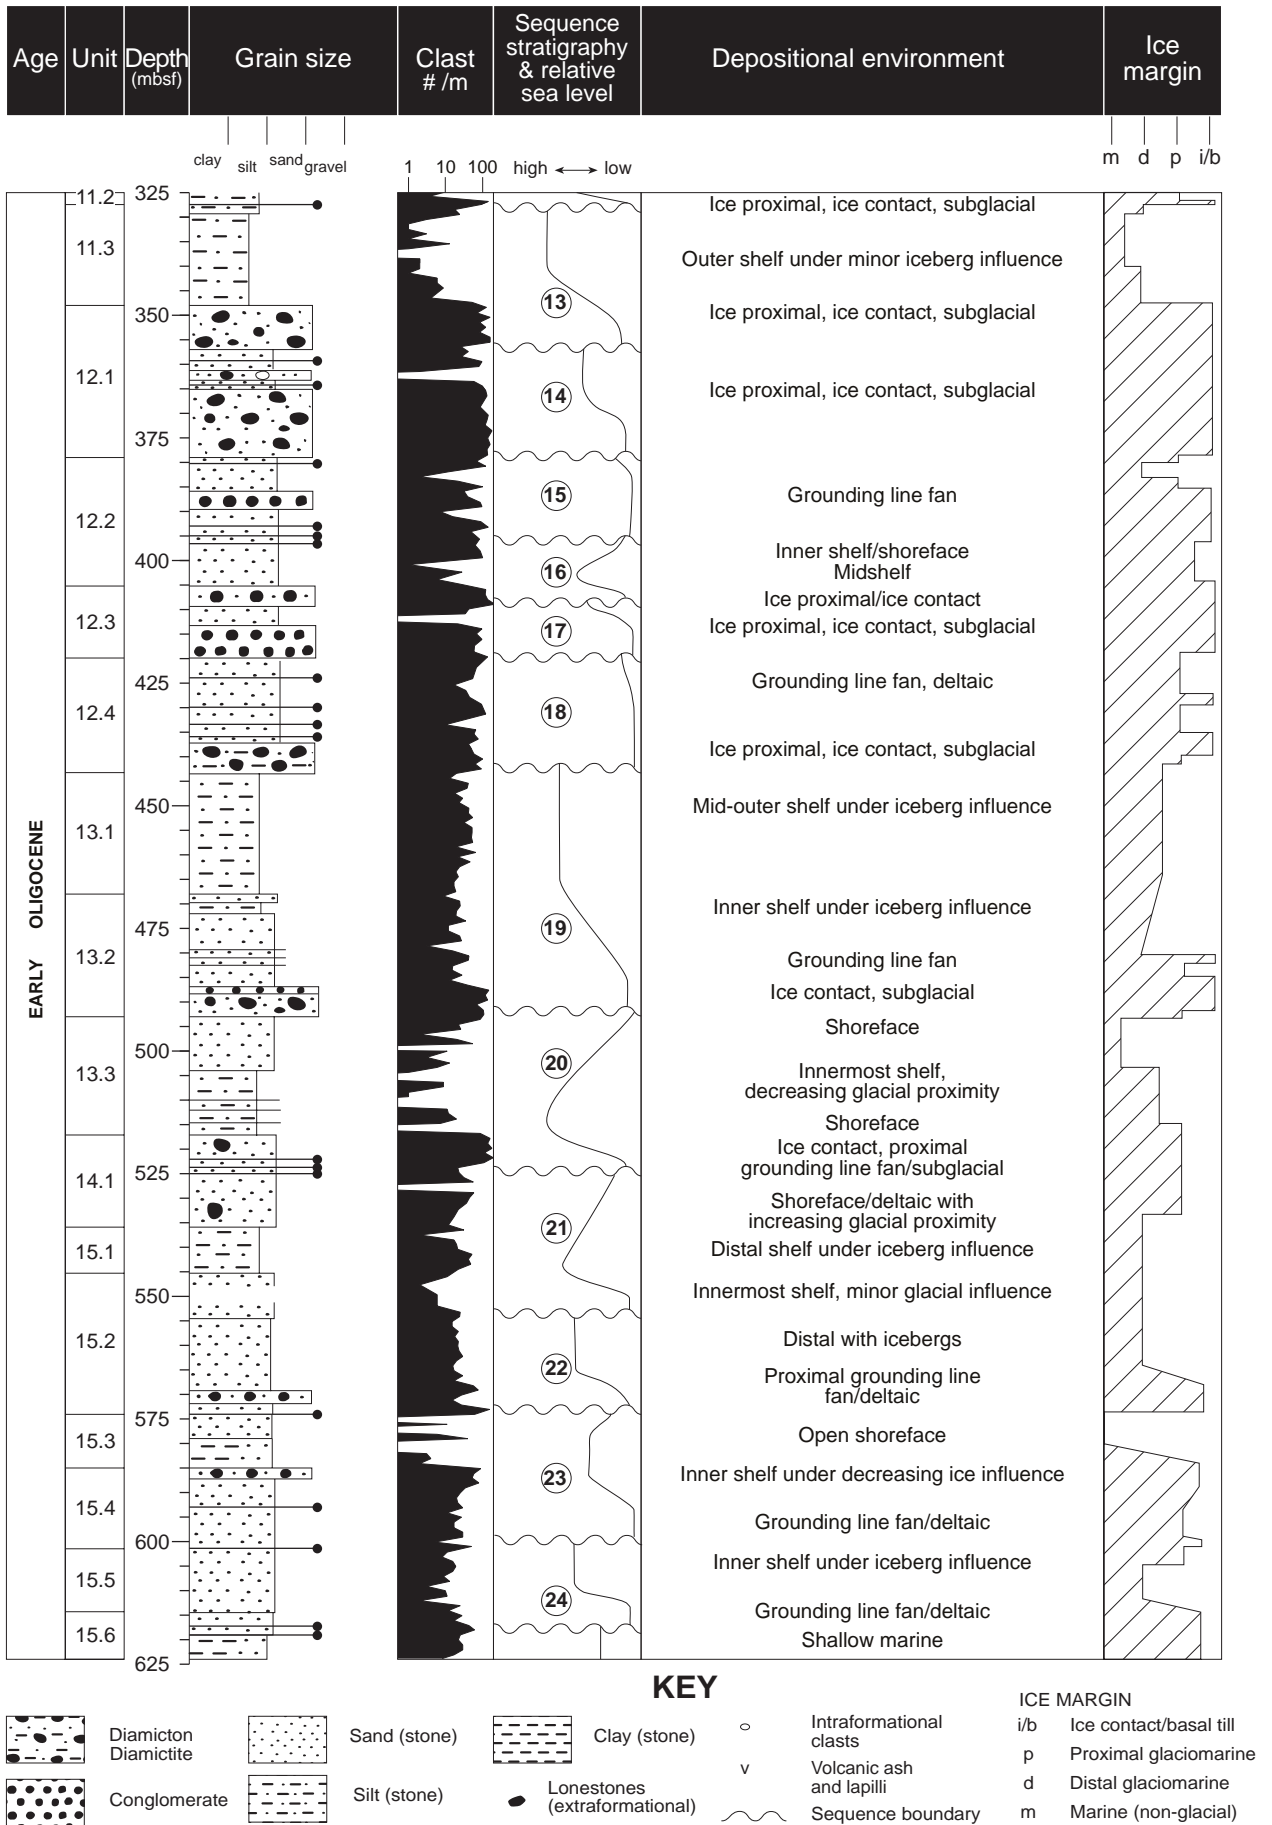 Age
Unit
Depth
(mbsf)
Grain size
Clast
# /m
Sequence
stratigraphy
& relative
sea level
Depositional environment
Ice
margin
clay
silt
sand
gravel
1 10 100
high low
m d p i/b
EARLY OLIGOCENE
11.2
11.3
12.1
12.2
12.3
12.4
13.1
13.2
13.3
14.1
15.1
15.2
15.3
15.4
15.5
15.6
325
350
375
400
425
450
475
500
525
550
575
600
625
13
14
15
16
17
18
19
20
21
22
23
24
Ice proximal, ice contact, subglacial
Outer shelf under minor iceberg influence
Ice proximal, ice contact, subglacial
Ice proximal, ice contact, subglacial
Grounding line fan
Inner shelf/shoreface
Midshelf
Ice proximal/ice contact
Ice proximal, ice contact, subglacial
Grounding line fan, deltaic
Ice proximal, ice contact, subglacial
Mid-outer shelf under iceberg influence
Inner shelf under iceberg influence
Grounding line fan
Ice contact, subglacial
Shoreface
Innermost shelf,
decreasing glacial proximity
Shoreface
Ice contact, proximal
grounding line fan/subglacial
Shoreface/deltaic with
increasing glacial proximity
Distal shelf under iceberg influence
Innermost shelf, minor glacial influence
Distal with icebergs
Proximal grounding line
fan/deltaic
Open shoreface
Inner shelf under decreasing ice influence
Grounding line fan/deltaic
Inner shelf under iceberg influence
Grounding line fan/deltaic
Shallow marine
KEY
Diamicton
Diamictite
Conglomerate
Sand (stone)
Silt (stone)
Clay (stone)
Lonestones
(extraformational)
Intraformational
clasts
v Volcanic ash
and lapilli
Sequence boundary
ICE MARGIN
i/b Ice contact/basal till
p Proximal glaciomarine
d Distal glaciomarine
m Marine (non-glacial)